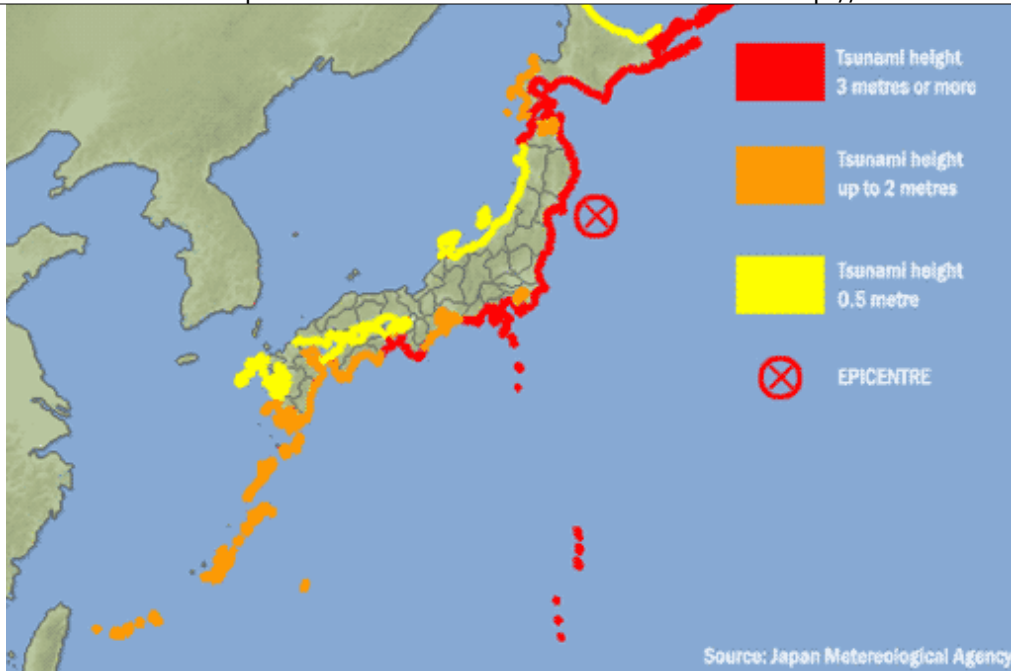 Tsunami height
3 metres or more
Tsunami height
up to 2 metres
Tsunami height
0.5 metre
EPICENTRE
Source: Japan Metereological Agency